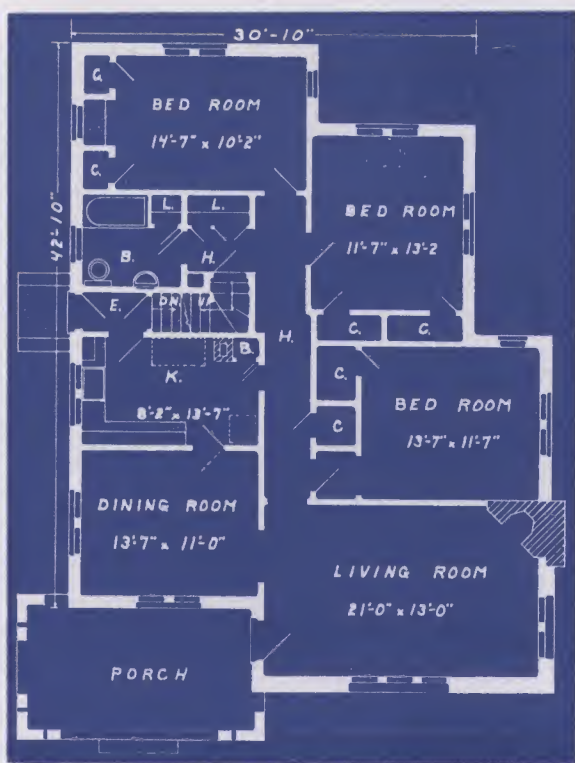 30'-10"
42'-10"
C.
BED ROOM
14'-7" x 10'-2"
C.
BED ROOM
11'-7" x 13'-2
L.
L.
B.
H.
E.
DN.
UP
C.
C.
H.
B.
K.
8'-2" x 13'-7"
C.
BED ROOM
13'-7" x 11'-7"
C
DINING ROOM
13'-7" x 11'-0"
LIVING ROOM
21'-0" x 13'-0"
PORCH